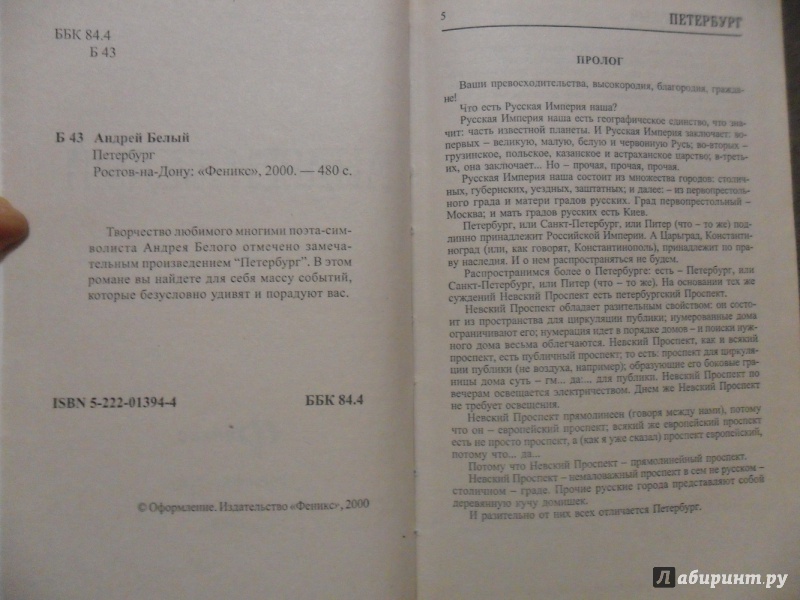 ББК 84.4
Б 43
Б 43 Андрей Белый
Петербург
Ростов-на-Дону: «Феникс», 2000. — 480 с.
Творчество любимого многими поэта-сим-
волиста Андрея Белого отмечено замеча-
тельным произведением “Петербург”. В этом
романе вы найдете для себя массу событий,
которые безусловно удивят и порадуют вас.
ISBN 5-222-01394-4 ББК 84.4
© Оформление. Издательство «Феникс», 2000
5 ПЕТЕРБУРГ
ПРОЛОГ
Ваши превосходительства, высокородия, благородия, гражда-
не!
Что есть Русская Империя наша?
Русская Империя наша есть географическое единство, что зна-
чит: часть известной планеты. И Русская Империя заключает: во-
первых – великую, малую, белую и червонную Русь; во-вторых –
грузинское, польское, казанское и астраханское царство; в-треть-
их, она заключает... Но – прочая, прочая, прочая.
Русская Империя наша состоит из множества городов: столич-
ных, губернских, уездных, заштатных; и далее: – из первопрестоль-
ного града и матери градов русских. Град первопрестольный –
Москва; и мать градов русских есть Киев.
Петербург, или Санкт-Петербург, или Питер (что – то же) под-
линно принадлежит Российской Империи. А Царьград, Константи-
ноград (или, как говорят, Константинополь), принадлежит по пра-
ву наследия. И о нем распространяться не будем.
Распространимся более о Петербурге: есть – Петербург, или
Санкт-Петербург, или Питер (что – то же). На основании тех же
суждений Невский Проспект есть петербургский Проспект.
Невский Проспект обладает разительным свойством: он состо-
ит из пространства для циркуляции публики; нумерованные дома
ограничивают его; нумерация идет в порядке домов – и поиски нуж-
ного дома весьма облегчаются. Невский Проспект, как и всякий
проспект, есть публичный проспект; то есть: проспект для циркуля-
ции публики (не воздуха, например); образующие его боковые гра-
ницы дома суть – гм... да:.. для публики. Невский Проспект по
вечерам освещается электричеством. Днем же Невский Проспект
не требует освещения.
Невский Проспект прямолинеен (говоря между нами), потому
что он – европейский проспект; всякий же европейский проспект
есть не просто проспект, а (как я уже сказал) проспект европейский,
потому что... да...
Потому что Невский Проспект – прямолинейный проспект.
Невский Проспект – немаловажный проспект в сем не русском –
столичном – граде. Прочие русские города представляют собой
деревянную кучу домишек.
И разительно от них всех отличается Петербург.
Лабиринт.ру